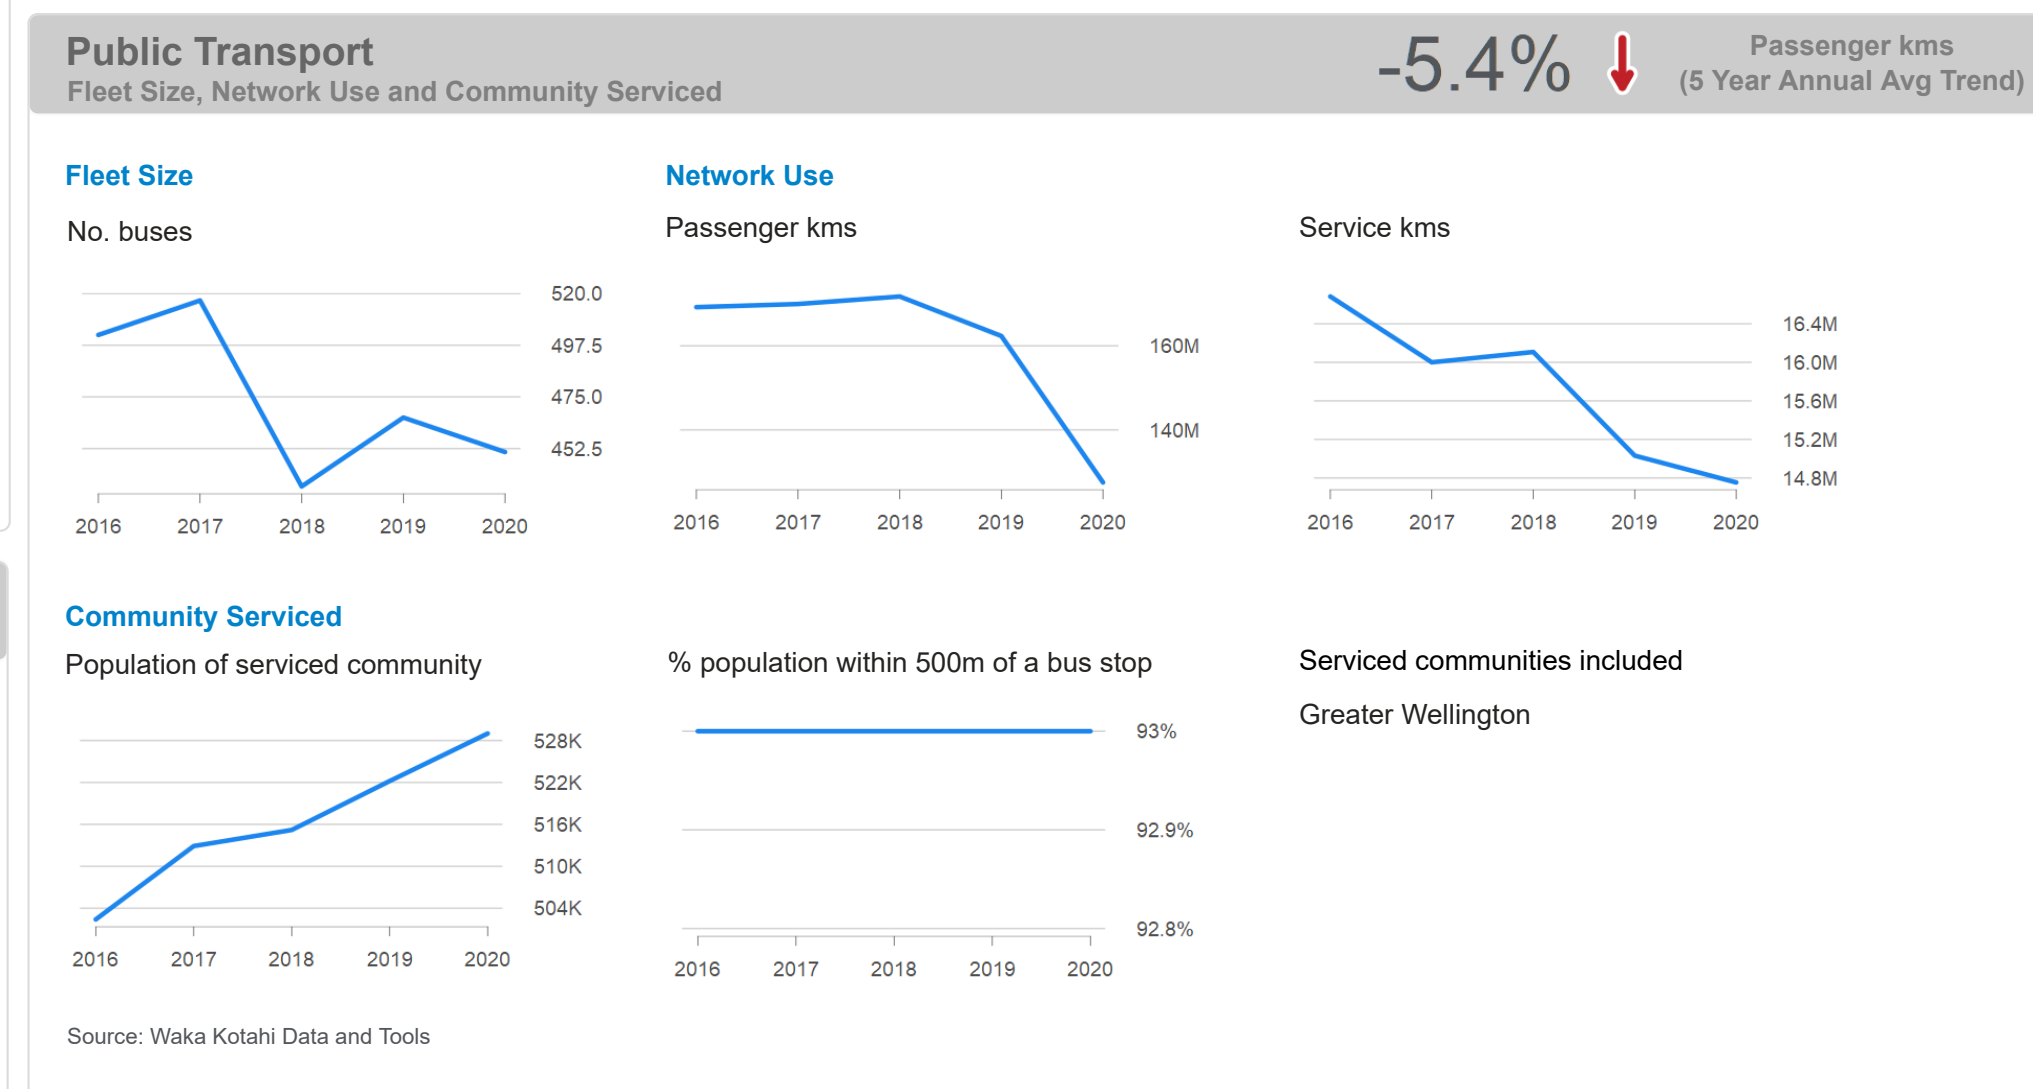 Public Transport
Fleet Size, Network Use and Community Serviced
-5.4%
Passenger kms
(5 Year Annual Avg Trend)
Fleet Size
No. buses
520.0
497.5
475.0
452.5
2016 2017 2018 2019 2020
Network Use
Passenger kms
160M
140M
2016 2017 2018 2019 2020
Service kms
16.4M
16.0M
15.6M
15.2M
14.8M
2016 2017 2018 2019 2020
Community Serviced
Population of serviced community
528K
522K
516K
510K
504K
2016 2017 2018 2019 2020
% population within 500m of a bus stop
93%
92.9%
92.8%
2016 2017 2018 2019 2020
Serviced communities included
Greater Wellington
Source: Waka Kotahi Data and Tools